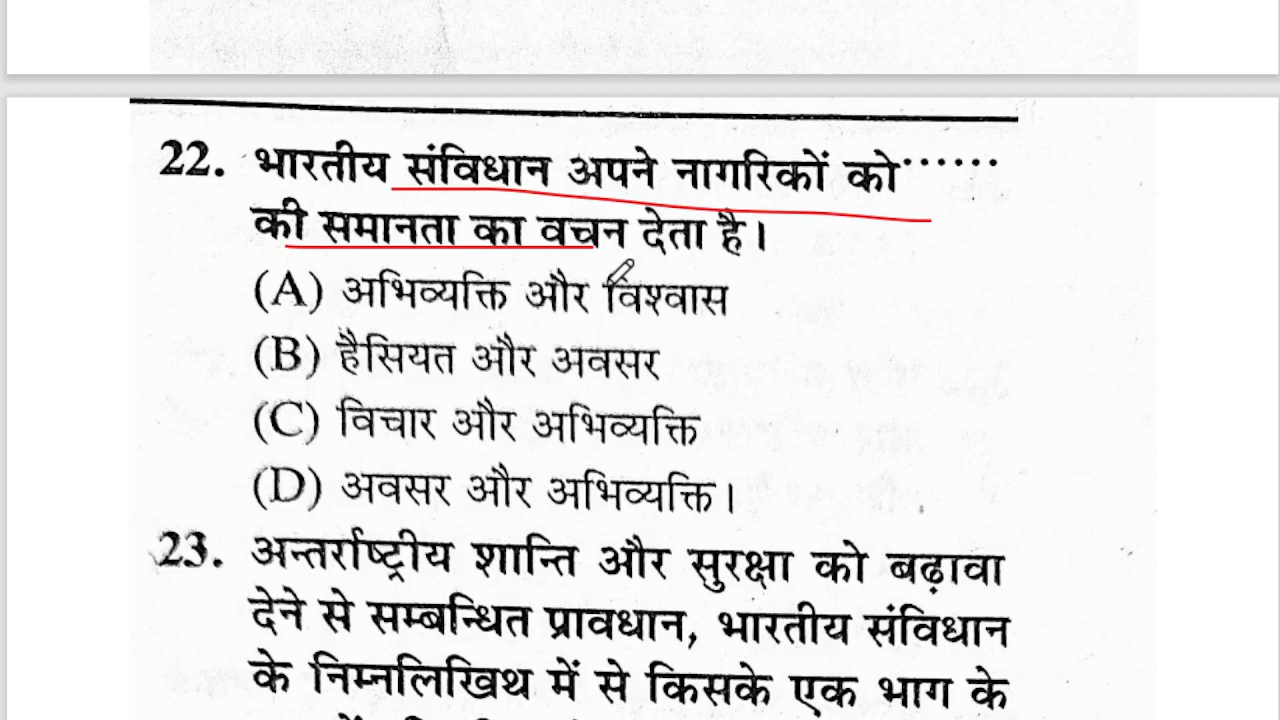 22. भारतीय संविधान अपने नागरिकों को......
की समानता का वचन देता है।
(A) अभिव्यक्ति और विश्वास
(B) हैसियत और अवसर
(C) विचार और अभिव्यक्ति
(D) अवसर और अभिव्यक्ति।
23. अन्तर्राष्ट्रीय शान्ति और सुरक्षा को बढ़ावा
देने से सम्बन्धित प्रावधान, भारतीय संविधान
के निम्नलिखिथ में से किसके एक भाग के